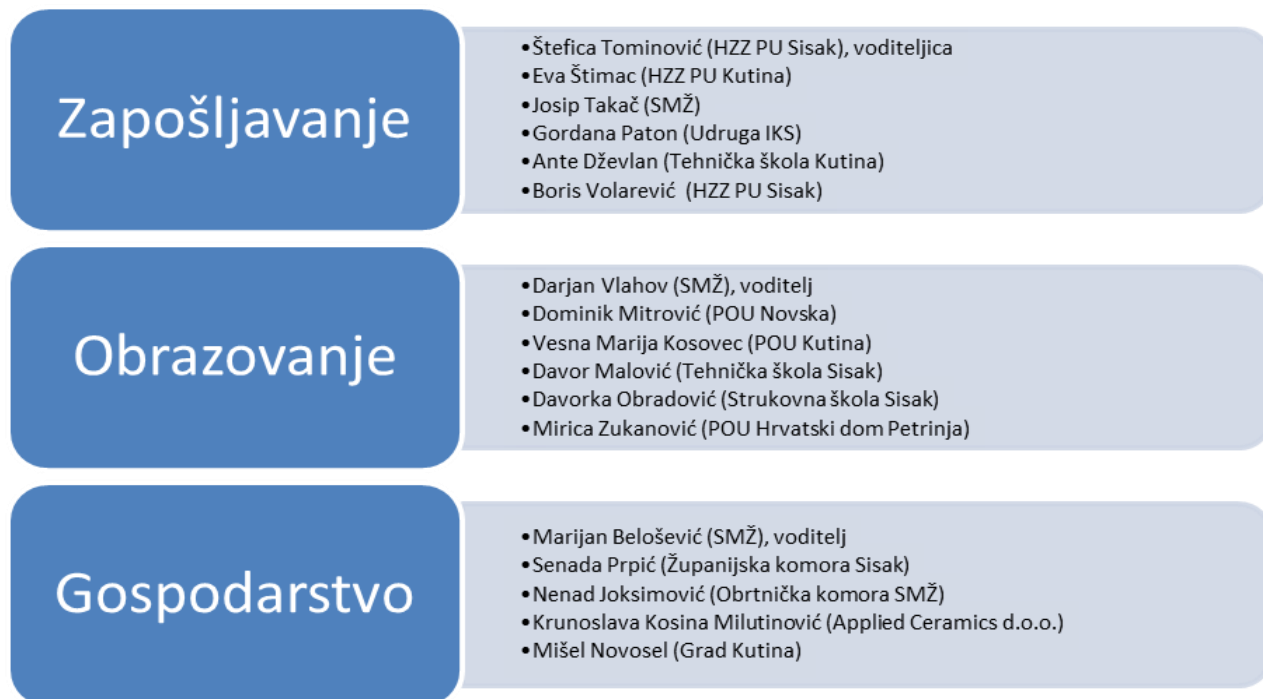 Zapošljavanje
•Štefica Tominović (HZZ PU Sisak), voditeljica
•Eva Štimac (HZZ PU Kutina)
•Josip Takač (SMŽ)
•Gordana Paton (Udruga IKS)
•Ante Dževlan (Tehnička škola Kutina)
•Boris Volarević  (HZZ PU Sisak)
Obrazovanje
•Darjan Vlahov (SMŽ), voditelj
•Dominik Mitrović (POU Novska)
•Vesna Marija Kosovec (POU Kutina)
•Davor Malović (Tehnička škola Sisak)
•Davorka Obradović (Strukovna škola Sisak)
•Mirica Zukanović (POU Hrvatski dom Petrinja)
Gospodarstvo
•Marijan Belošević (SMŽ), voditelj
•Senada Prpić (Županijska komora Sisak)
•Nenad Joksimović (Obrtnička komora SMŽ)
•Krunoslava Kosina Milutinović (Applied Ceramics d.o.o.)
•Mišel Novosel (Grad Kutina)